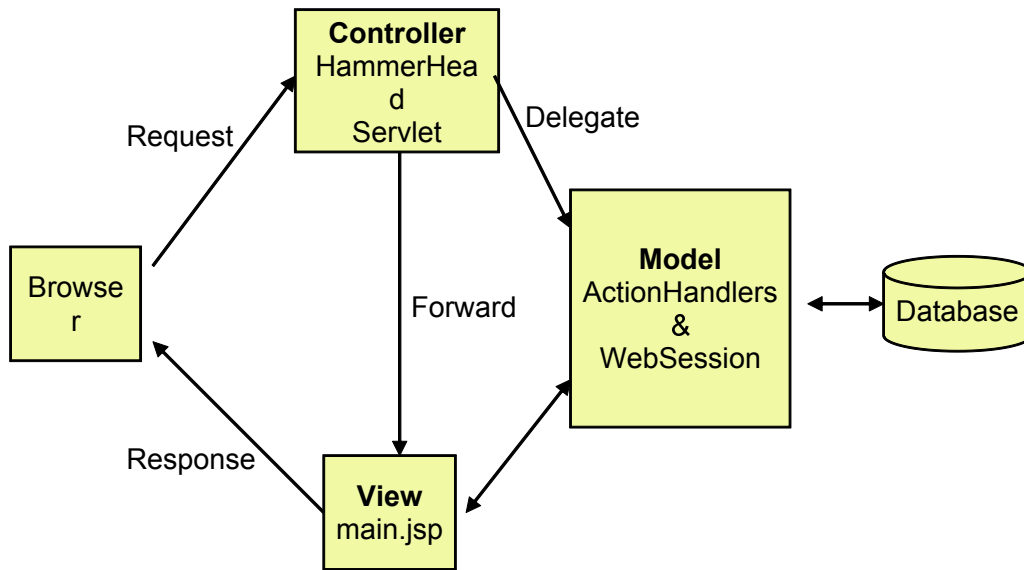 Controller
HammerHea
d
Servlet
Request
Delegate
Browse
r
Forward
Model
ActionHandlers
&
WebSession
Database
Response
View
main.jsp